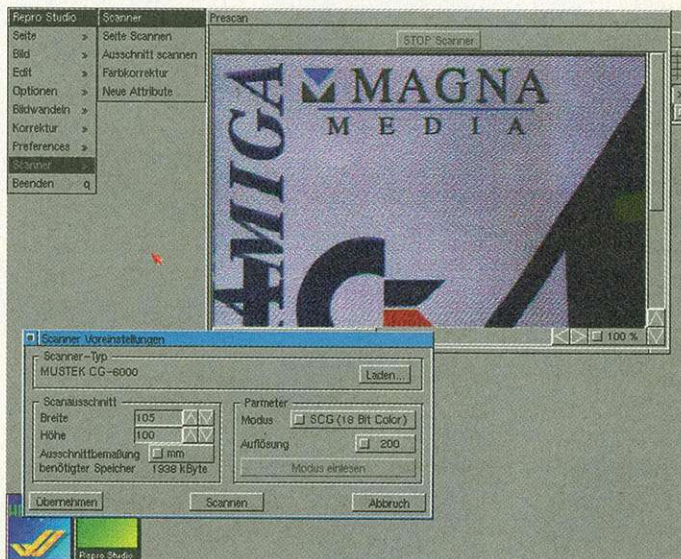 Repro Studio
Seite »
Bild »
Edit »
Optionen »
Bildwandeln »
Korrektur »
Preferences »
Scanner
Beenden q
Scanner
Seite Scannen
Ausschnitt scannen
Farbkorrektur
Neue Attribute
Prescan
STOP Scanner
AMIGA
MAGNA
MEDIA
100 %
Scanner Voreinstellungen
Scanner-Typ
MUSTEK CG-6000
Laden...
Scanausschnitt
Breite 105
Höhe 100
Ausschnittbemaßung mm
benötigter Speicher 1938 kByte
Parmeter
Modus SCG (18 Bit Color)
Auflösung 200
Modus einlesen
Übernehmen
Scannen
Abbruch
Repro Studio